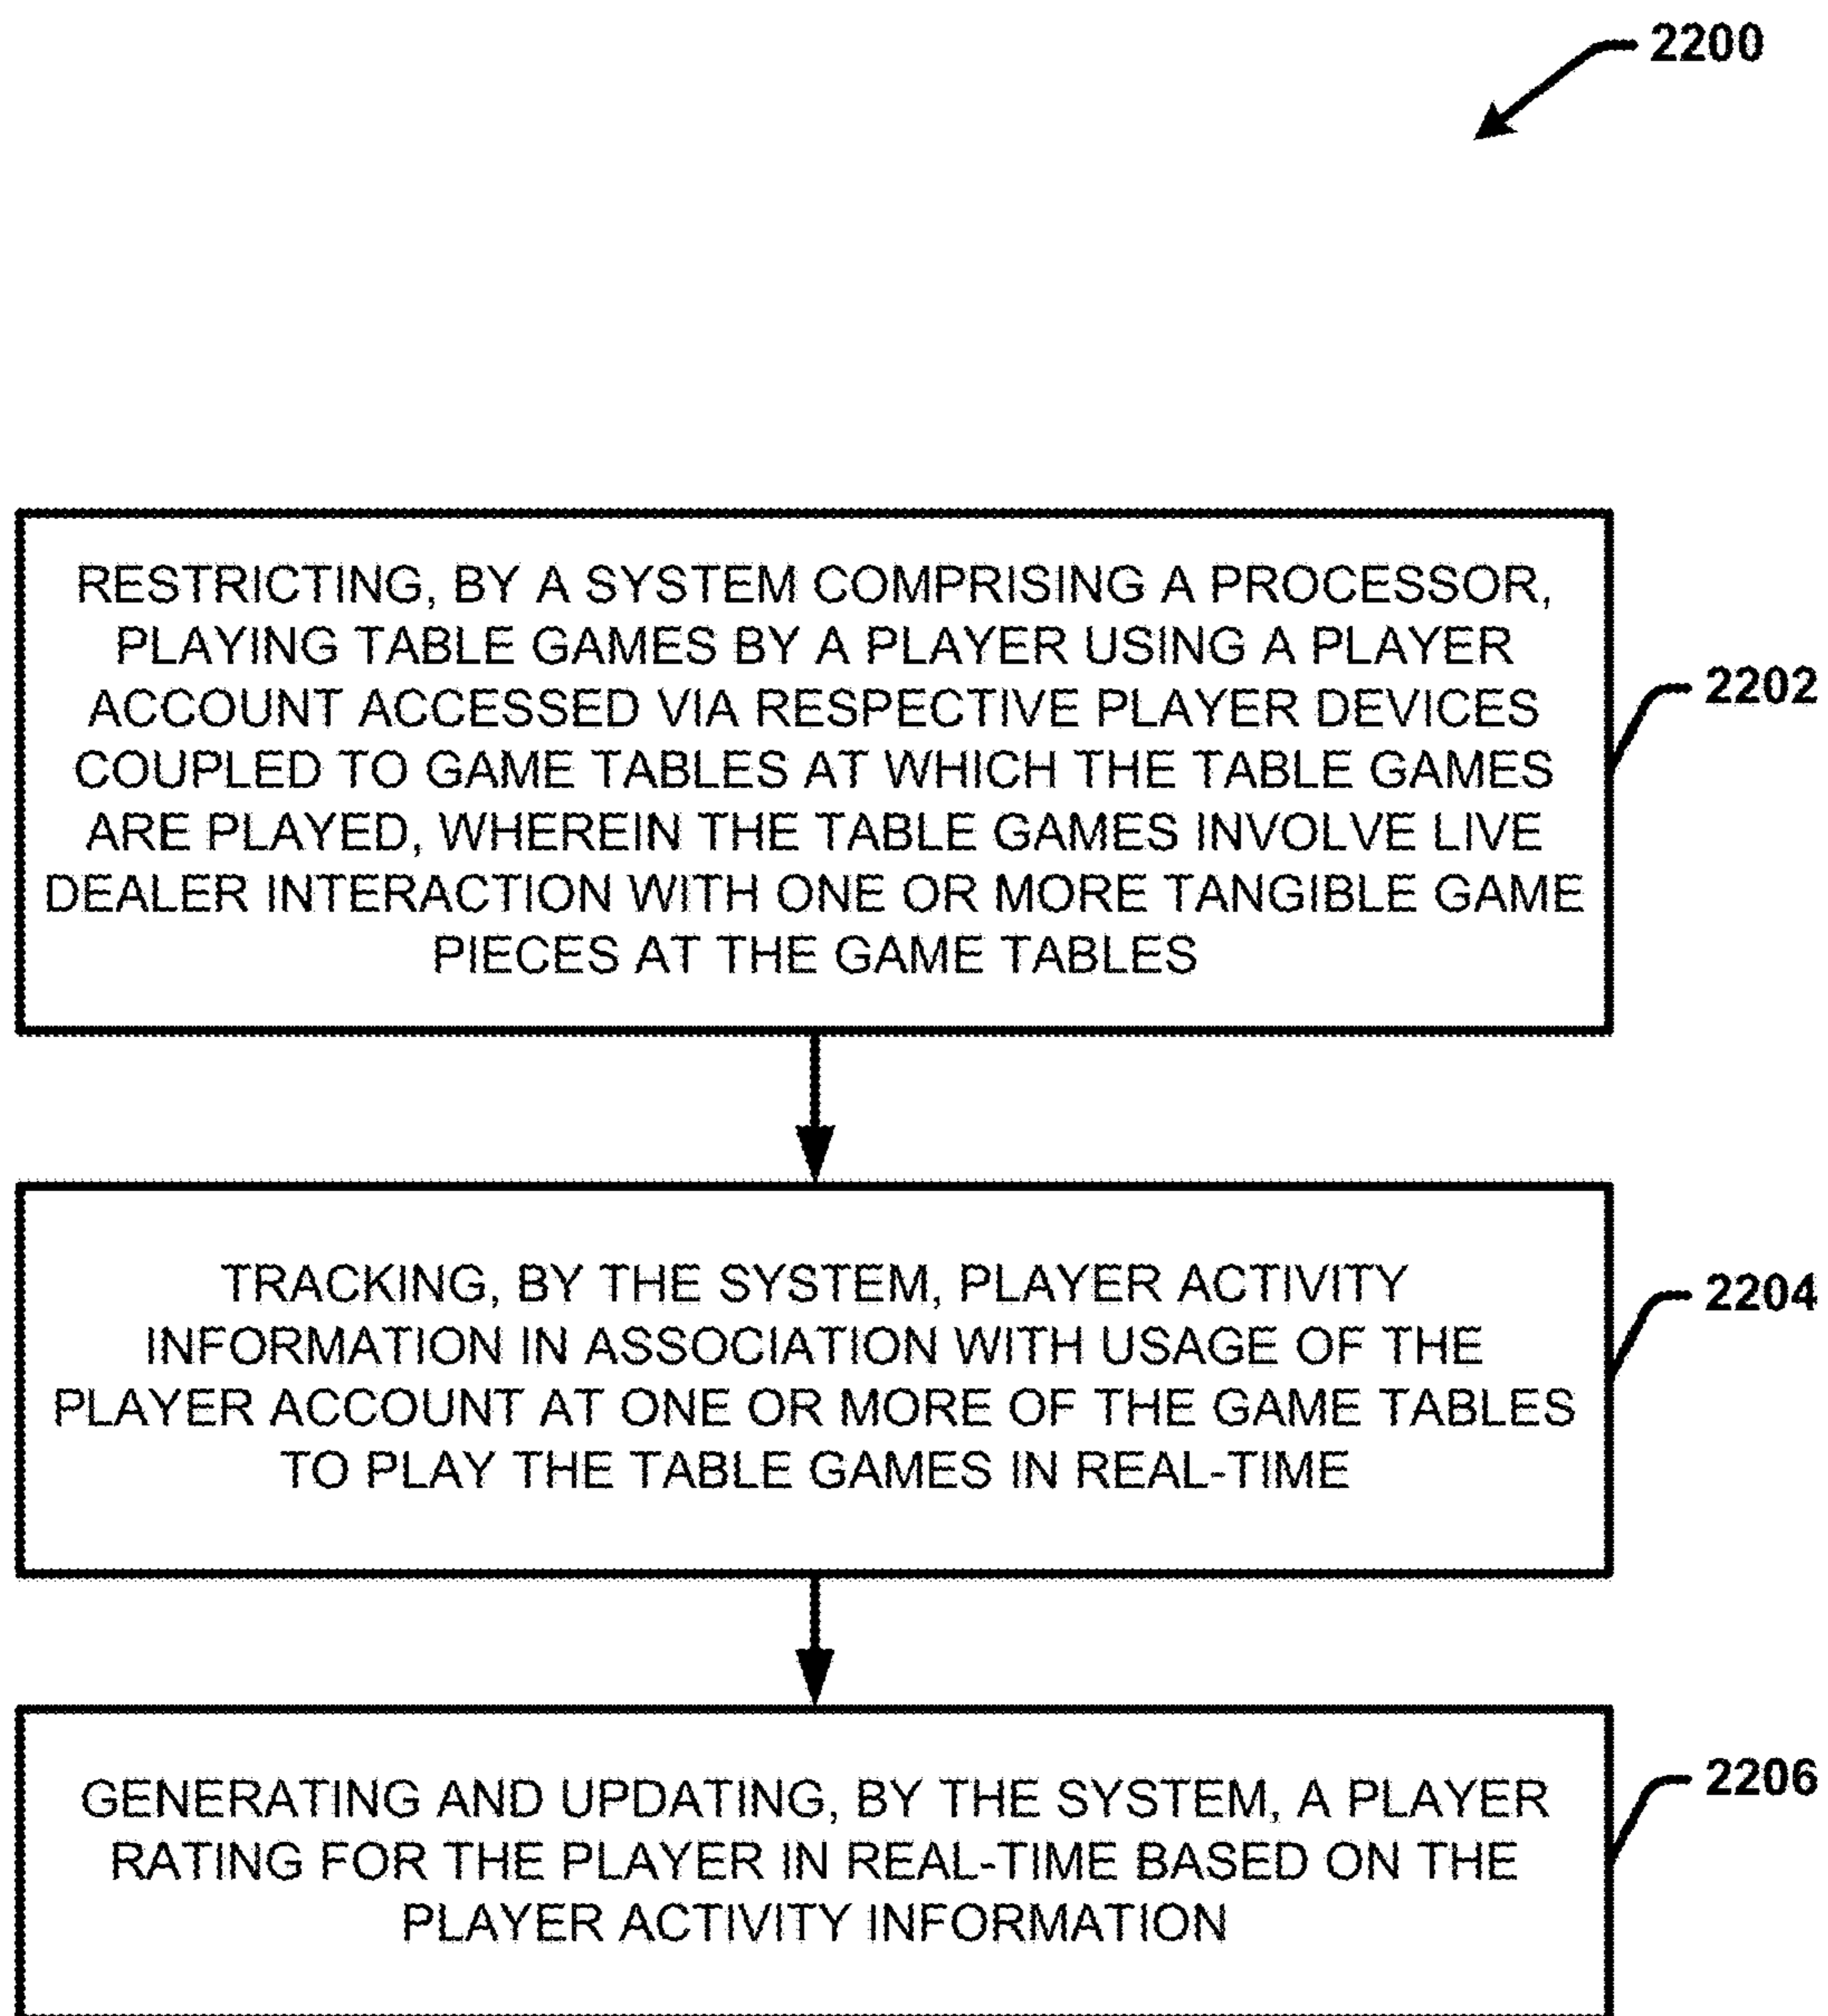 2200
RESTRICTING, BY A SYSTEM COMPRISING A PROCESSOR,
PLAYING TABLE GAMES BY A PLAYER USING A PLAYER
ACCOUNT ACCESSED VIA RESPECTIVE PLAYER DEVICES
COUPLED TO GAME TABLES AT WHICH THE TABLE GAMES
ARE PLAYED, WHEREIN THE TABLE GAMES INVOLVE LIVE
DEALER INTERACTION WITH ONE OR MORE TANGIBLE GAME
PIECES AT THE GAME TABLES
2202
TRACKING, BY THE SYSTEM, PLAYER ACTIVITY
INFORMATION IN ASSOCIATION WITH USAGE OF THE
PLAYER ACCOUNT AT ONE OR MORE OF THE GAME TABLES
TO PLAY THE TABLE GAMES IN REAL-TIME
2204
GENERATING AND UPDATING, BY THE SYSTEM, A PLAYER
RATING FOR THE PLAYER IN REAL-TIME BASED ON THE
PLAYER ACTIVITY INFORMATION
2206